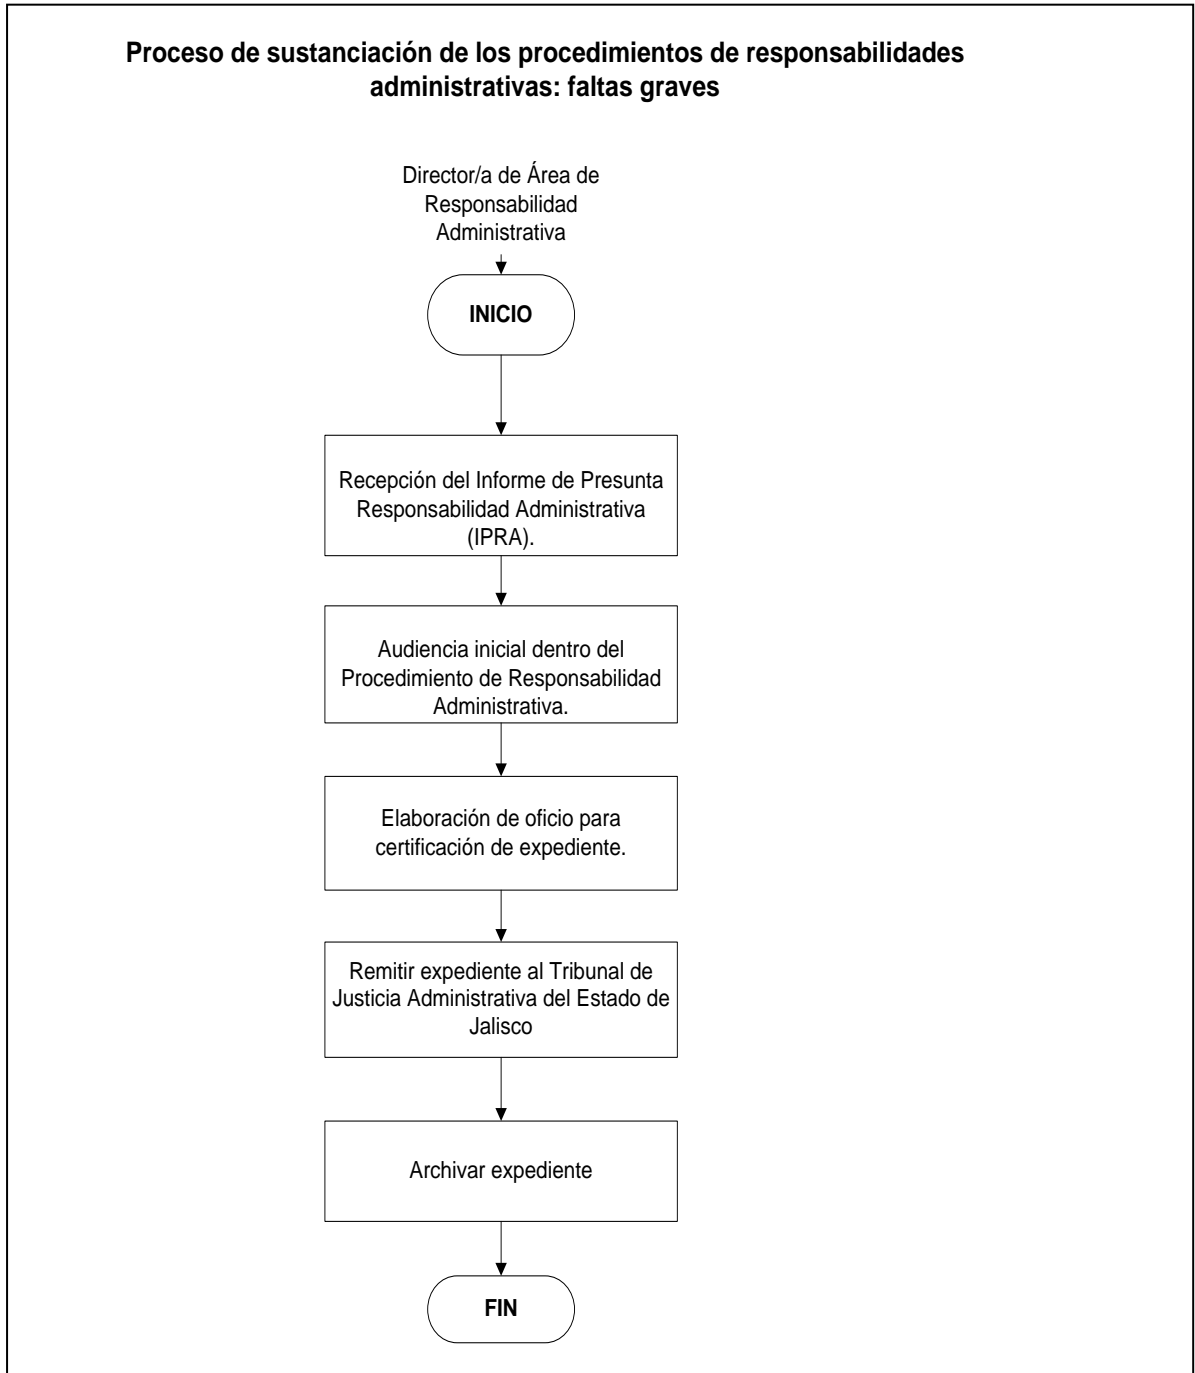 Proceso de sustanciación de los procedimientos de responsabilidades
administrativas: faltas graves
Director/a de Área de
Responsabilidad
Administrativa
INICIO
Recepción del Informe de Presunta
Responsabilidad Administrativa
(IPRA).
Audiencia inicial dentro del
Procedimiento de Responsabilidad
Administrativa.
Elaboración de oficio para
certificación de expediente.
Remitir expediente al Tribunal de
Justicia Administrativa del Estado de
Jalisco
Archivar expediente
FIN